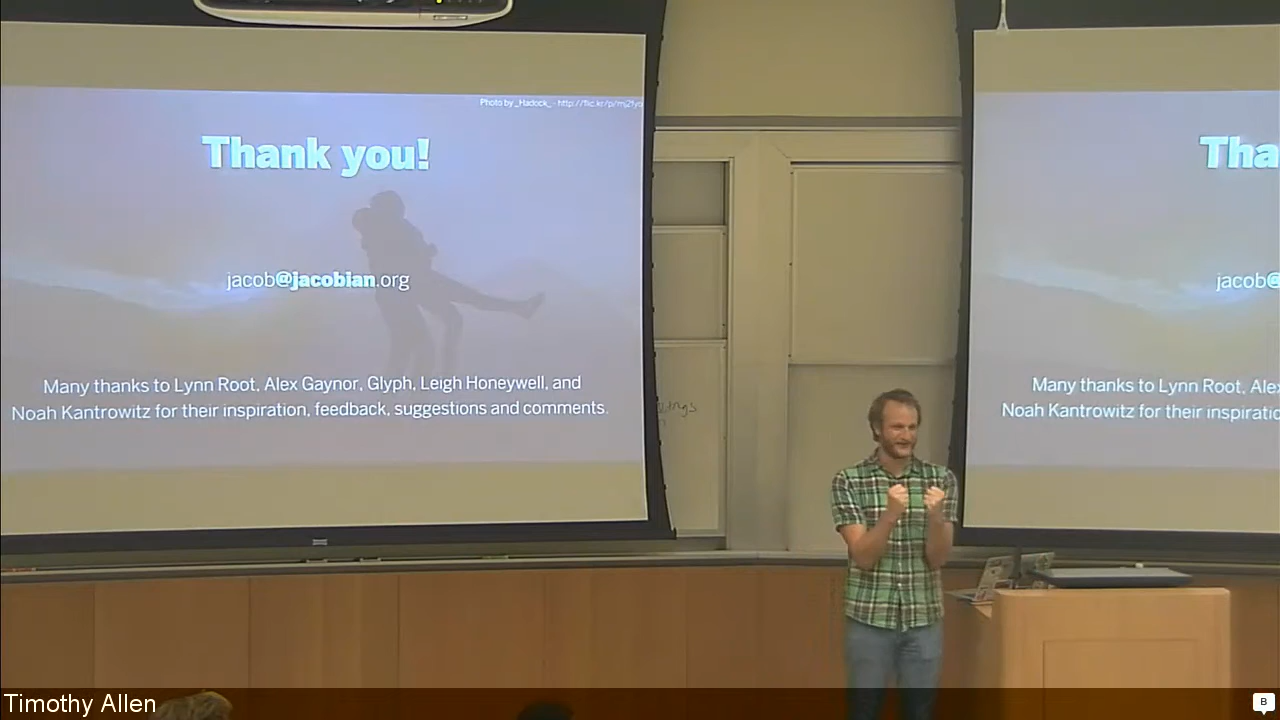 Photo by _Hadock_ - http://flic.kr/p/
Thank you!
jacob@jacobian.org
Many thanks to Lynn Root, Alex Gaynor, Glyph, Leigh Honeywell, and
Noah Kantrowitz for their inspiration, feedback, suggestions and comments.
Tha
jacob@
Many thanks to Lynn Root, Alex
Noah Kantrowitz for their inspiratio
Timothy Allen
B